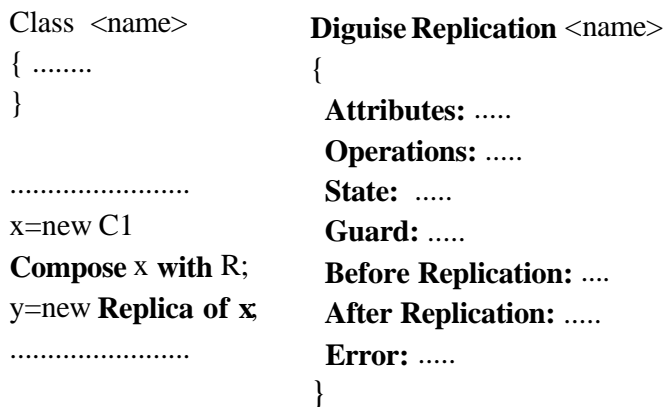 Class <name>
{ ........
}
........................
x=new C1
Compose x with R;
y=new Replica of x;
........................
Diguise Replication <name>
{
Attributes: .....
Operations: .....
State: .....
Guard: .....
Before Replication: ....
After Replication: .....
Error: .....
}